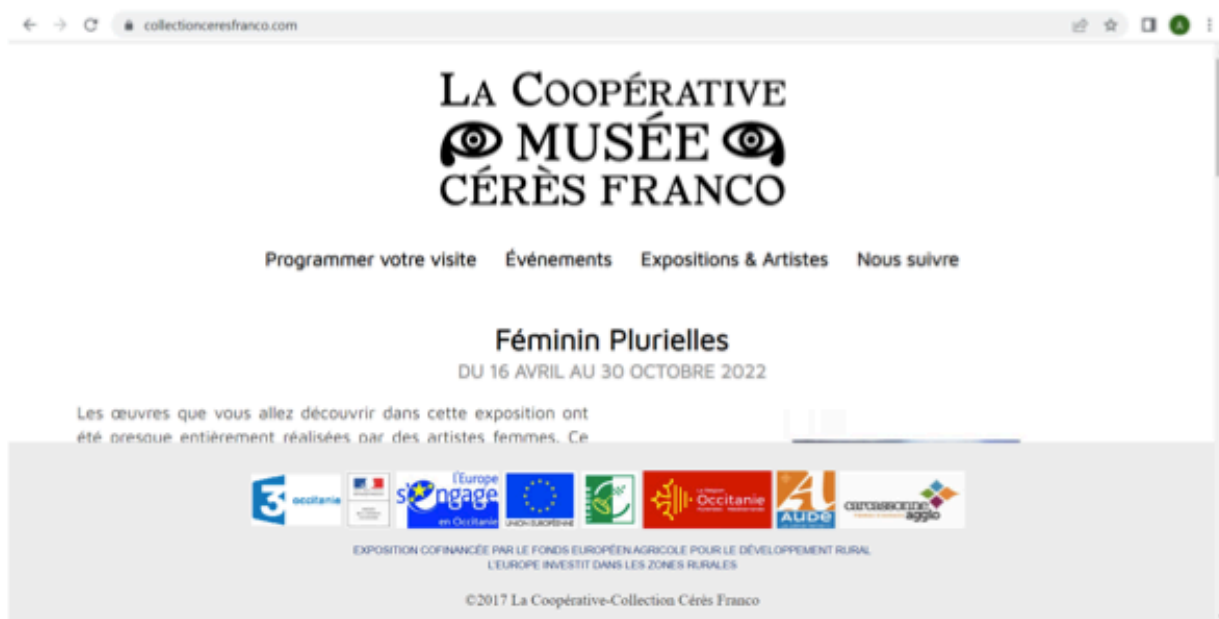 collectionceresfranco.com
LA COOPÉRATIVE
MUSÉE
CÉRÈS FRANCO
Programmer votre visite Événements Expositions & Artistes Nous suivre
Féminin Plurielles
DU 16 AVRIL AU 30 OCTOBRE 2022
Les œuvres que vous allez découvrir dans cette exposition ont
été presque entièrement réalisées par des artistes femmes. Ce
3 occitanie
l'Europe
s'engage
en Occitanie
UNION EUROPÉENNE
Occitanie
AUDE
carcassonne
agglo
EXPOSITION COFINANCÉE PAR LE FONDS EUROPÉEN AGRICOLE POUR LE DÉVELOPPEMENT RURAL
L'EUROPE INVESTIT DANS LES ZONES RURALES
©2017 La Coopérative-Collection Cérès Franco